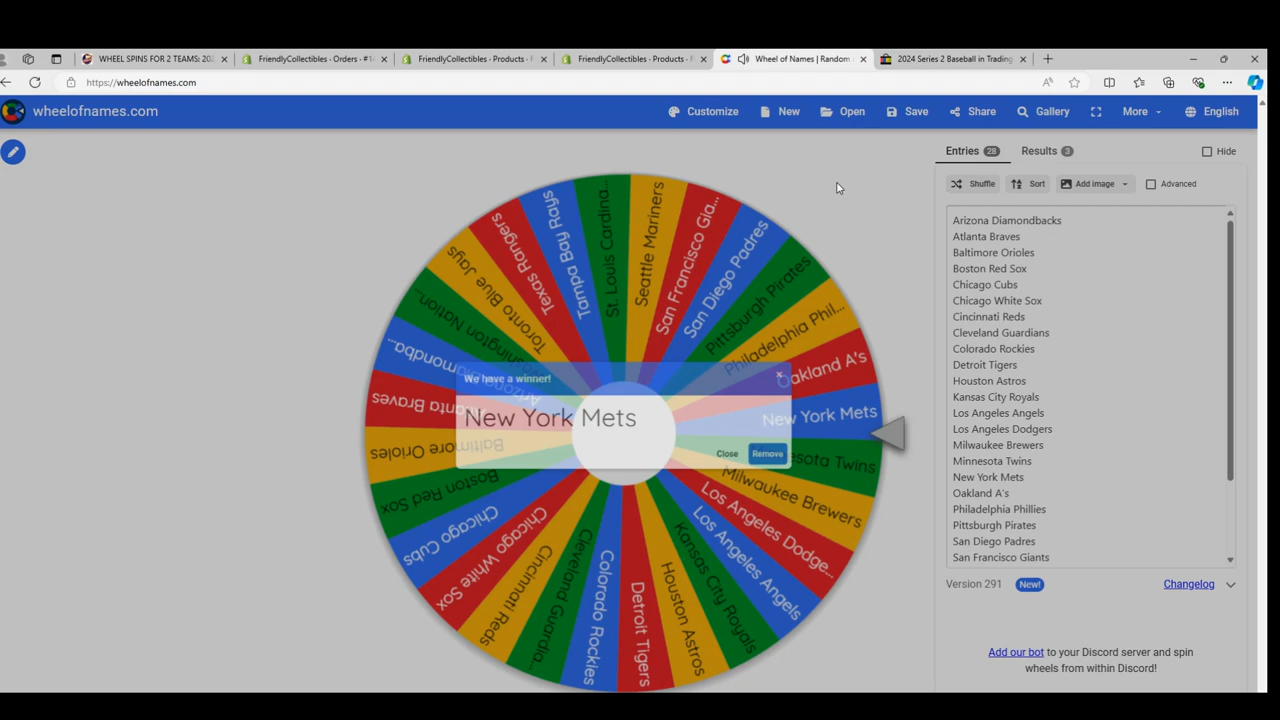 WHEEL SPINS FOR 2 TEAMS: 202
FriendlyCollectibles - Orders - #14
FriendlyCollectibles - Products - F
FriendlyCollectibles - Products - F
Wheel of Names | Random
2024 Series 2 Baseball in Trading
https://wheelofnames.com
wheelofnames.com
Customize
New
Open
Save
Share
Gallery
More
English
Entries 28
Results 3
Hide
Shuffle
Sort
Add image
Advanced
Arizona Diamondbacks
Atlanta Braves
Baltimore Orioles
Boston Red Sox
Chicago Cubs
Chicago White Sox
Cincinnati Reds
Cleveland Guardians
Colorado Rockies
Detroit Tigers
Houston Astros
Kansas City Royals
Los Angeles Angels
Los Angeles Dodgers
Milwaukee Brewers
Minnesota Twins
New York Mets
Oakland A's
Philadelphia Phillies
Pittsburgh Pirates
San Diego Padres
San Francisco Giants
Version 291
New!
Changelog
Add our bot to your Discord server and spin
wheels from within Discord!
We have a winner!
New York Mets
Close
Remove
St. Louis Cardina...
Seattle Mariners
San Francisco Gia...
San Diego Padres
Pittsburgh Pirates
Philadelphia Phil...
Oakland A's
New York Mets
sota Twins
Milwaukee Brewers
Los Angeles Dodge...
Los Angeles Angels
Kansas City Royals
Houston Astros
Detroit Tigers
Colorado Rockies
Cleveland Guardia...
Cincinnati Reds
Chicago White Sox
Chicago Cubs
Boston Red Sox
Baltimore Orioles
anta Braves
Arizona Diamondba...
shington Nation...
Toronto Blue Jays
Texas Rangers
Tampa Bay Rays